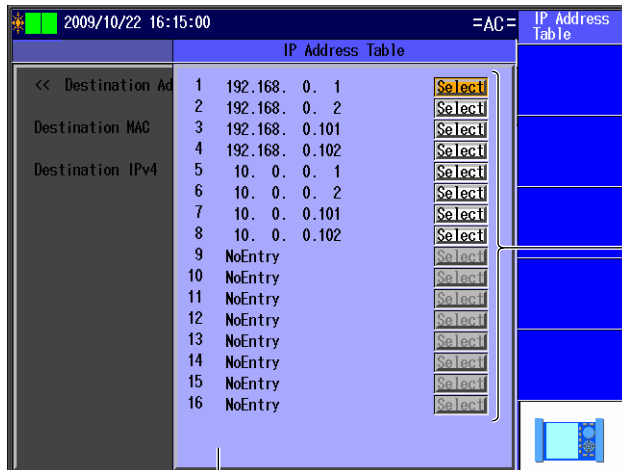 2009/10/22 16:15:00 =AC= IP Address
Table
IP Address Table
<< Destination Ad
Destination MAC
Destination IPv4
1 192.168. 0. 1 Select
2 192.168. 0. 2 Select
3 192.168. 0.101 Select
4 192.168. 0.102 Select
5 10. 0. 0. 1 Select
6 10. 0. 0. 2 Select
7 10. 0. 0.101 Select
8 10. 0. 0.102 Select
9 NoEntry Select
10 NoEntry Select
11 NoEntry Select
12 NoEntry Select
13 NoEntry Select
14 NoEntry Select
15 NoEntry Select
16 NoEntry Select